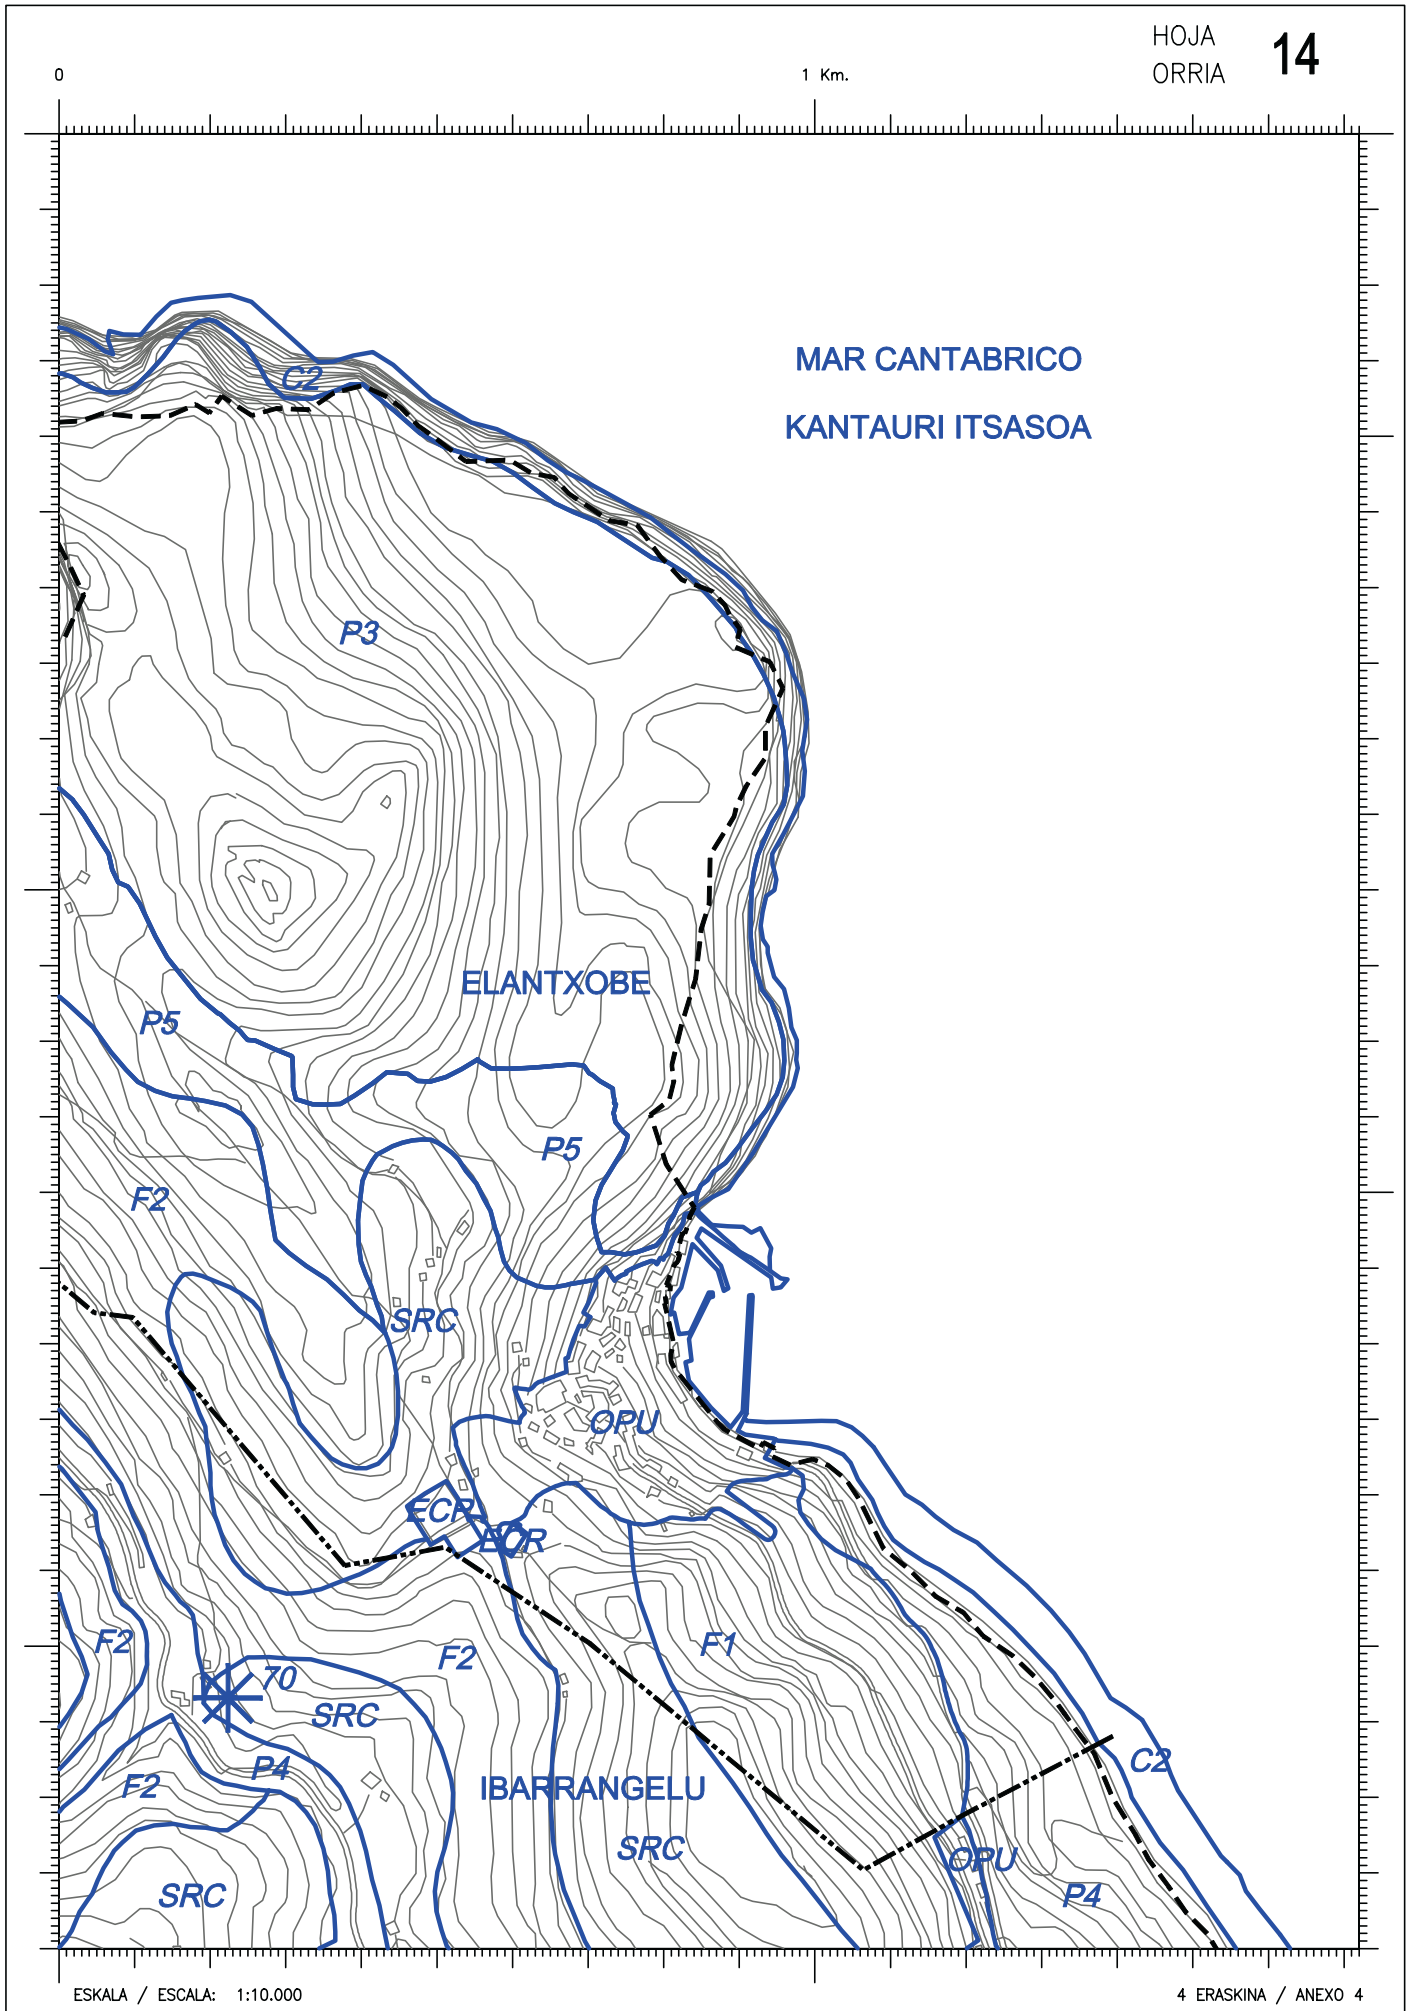 HOJA
ORRIA
14
0
1 Km.
MAR CANTABRICO
KANTAURI ITSASOA
C2
P3
ELANTXOBE
P5
P5
F2
SRC
OPU
ECP
ECR
F2
F2
F1
70
SRC
P4
F2
IBARRANGELU
C2
SRC
OPU
SRC
P4
ESKALA / ESCALA: 1:10.000
4 ERASKINA / ANEXO 4